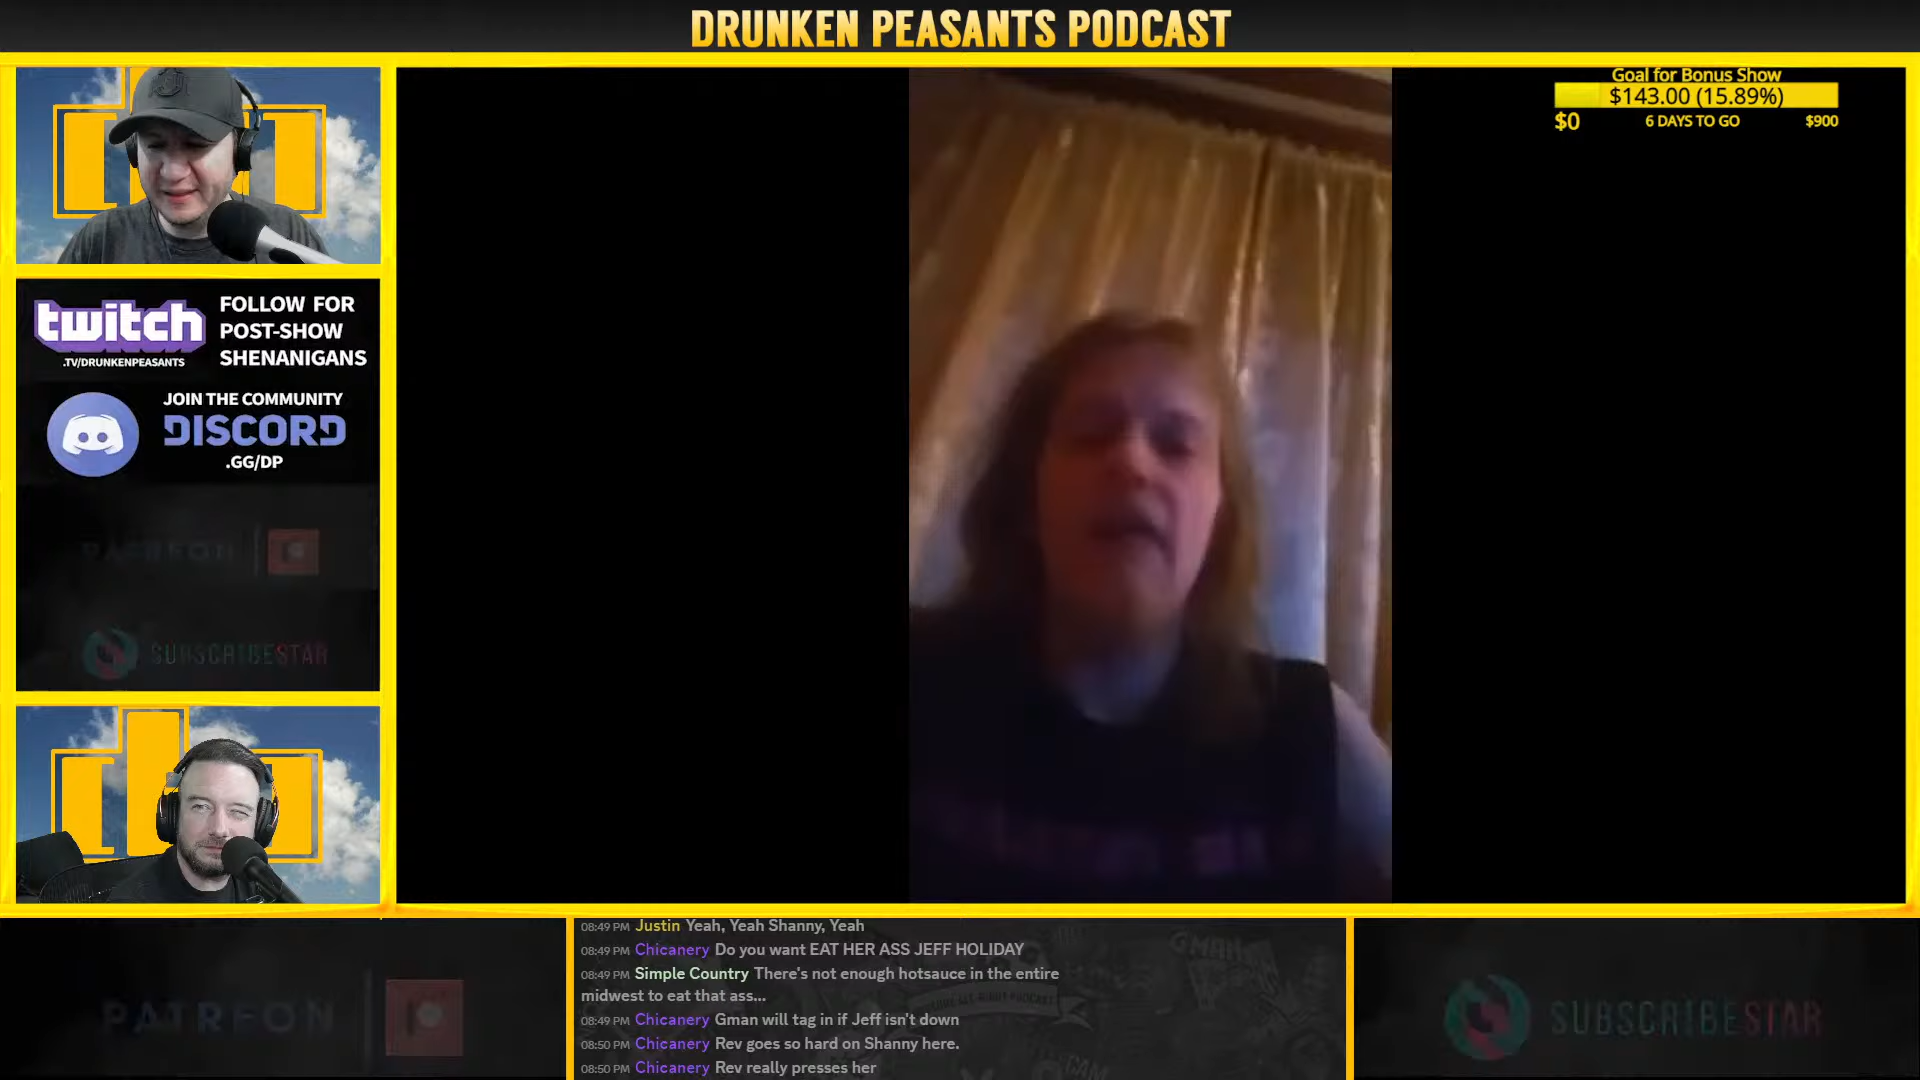 DRUNKEN PEASANTS PODCAST
Goal for Bonus Show
$143.00 (15.89%)
$0 6 DAYS TO GO $900
twitch
.TV/DRUNKENPEASANTS
FOLLOW FOR
POST-SHOW
SHENANIGANS
JOIN THE COMMUNITY
DISCORD
.GG/DP
PATREON
SUBSCRIBESTAR
08:49 PM Justin Yeah, Yeah Shanny, Yeah
08:49 PM Chicanery Do you want EAT HER ASS JEFF HOLIDAY
08:49 PM Simple Country There's not enough hotsauce in the entire
midwest to eat that ass...
08:49 PM Chicanery Gman will tag in if Jeff isn't down
08:50 PM Chicanery Rev goes so hard on Shanny here.
08:50 PM Chicanery Rev really presses her
PATREON
SUBSCRIBESTAR